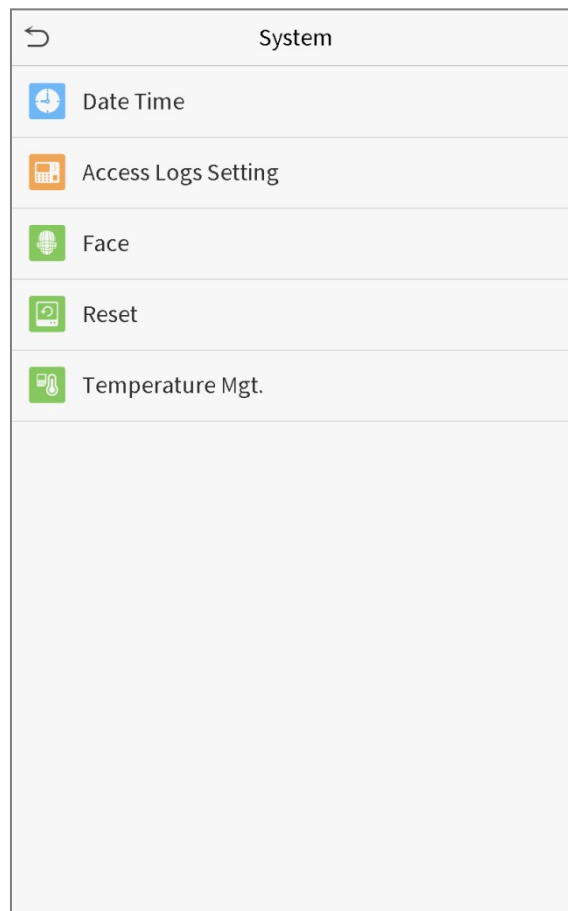 System
Date Time
Access Logs Setting
Face
Reset
Temperature Mgt.